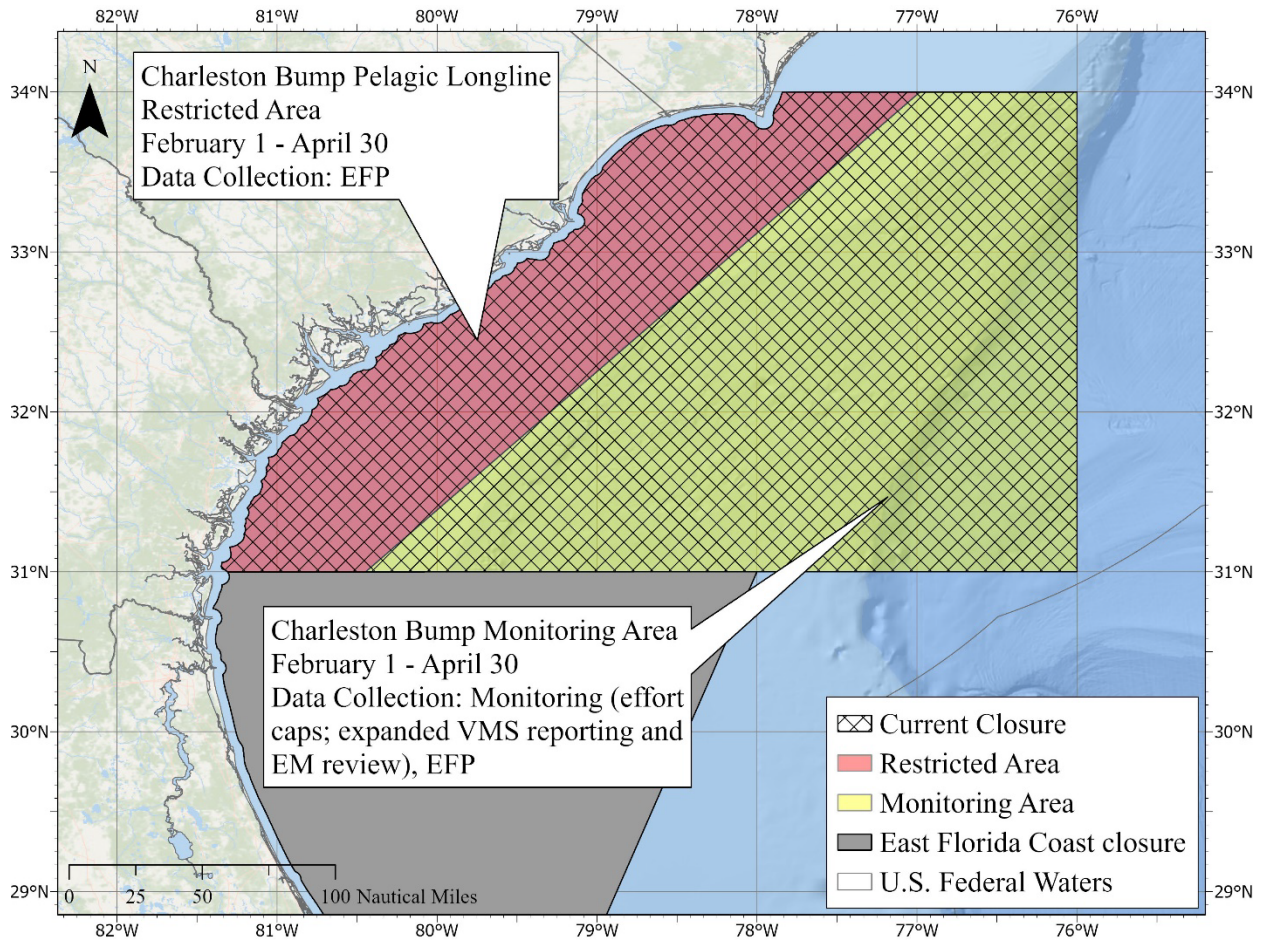 82°W 81°W 80°W 79°W 78°W 77°W 76°W
N
Charleston Bump Pelagic Longline
Restricted Area
February 1 - April 30
Data Collection: EFP
34°N 34°N
33°N 33°N
32°N 32°N
31°N 31°N
Charleston Bump Monitoring Area
February 1 - April 30
Data Collection: Monitoring (effort
caps; expanded VMS reporting and
EM review), EFP
30°N 30°N
Current Closure
Restricted Area
Monitoring Area
East Florida Coast closure
U.S. Federal Waters
0 25 50 100 Nautical Miles
29°N 29°N
82°W 81°W 80°W 79°W 78°W 77°W 76°W